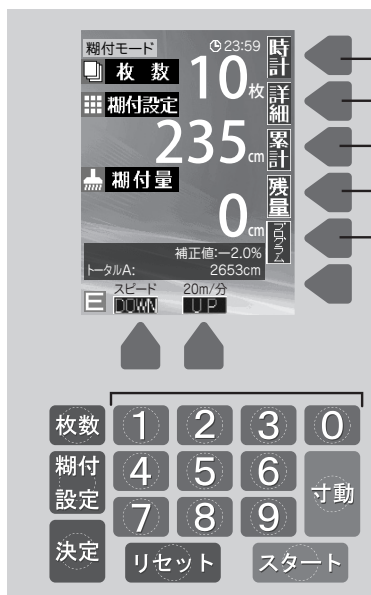 糊付モード 23:59
枚 数 10枚
糊付設定
235cm
糊付量
0cm
補正値:−2.0%
トータルA: 2653cm
スピード 20m/分
E DOWN UP
時計
詳細
累計
残量
プログラム
枚数 1 2 3 0
糊付設定 4 5 6 寸動
7 8 9
決定 リセット スタート